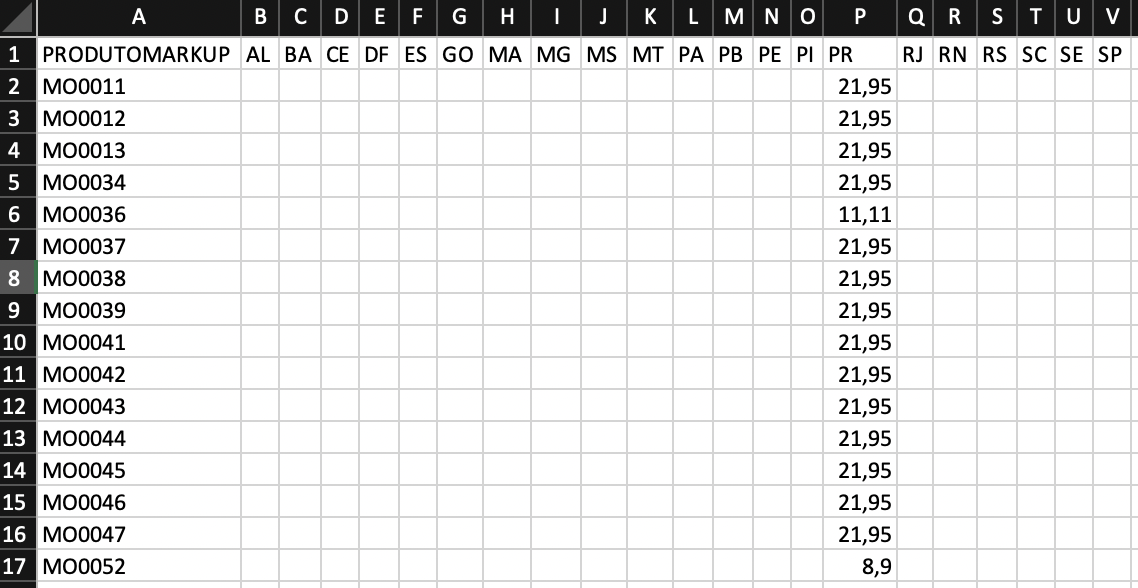 A B C D E F G H I J K L M N O P Q R S T U V
1 PRODUTOMARKUP AL BA CE DF ES GO MA MG MS MT PA PB PE PI PR RJ RN RS SC SE SP
2 MO0011 21,95
3 MO0012 21,95
4 MO0013 21,95
5 MO0034 21,95
6 MO0036 11,11
7 MO0037 21,95
8 MO0038 21,95
9 MO0039 21,95
10 MO0041 21,95
11 MO0042 21,95
12 MO0043 21,95
13 MO0044 21,95
14 MO0045 21,95
15 MO0046 21,95
16 MO0047 21,95
17 MO0052 8,9